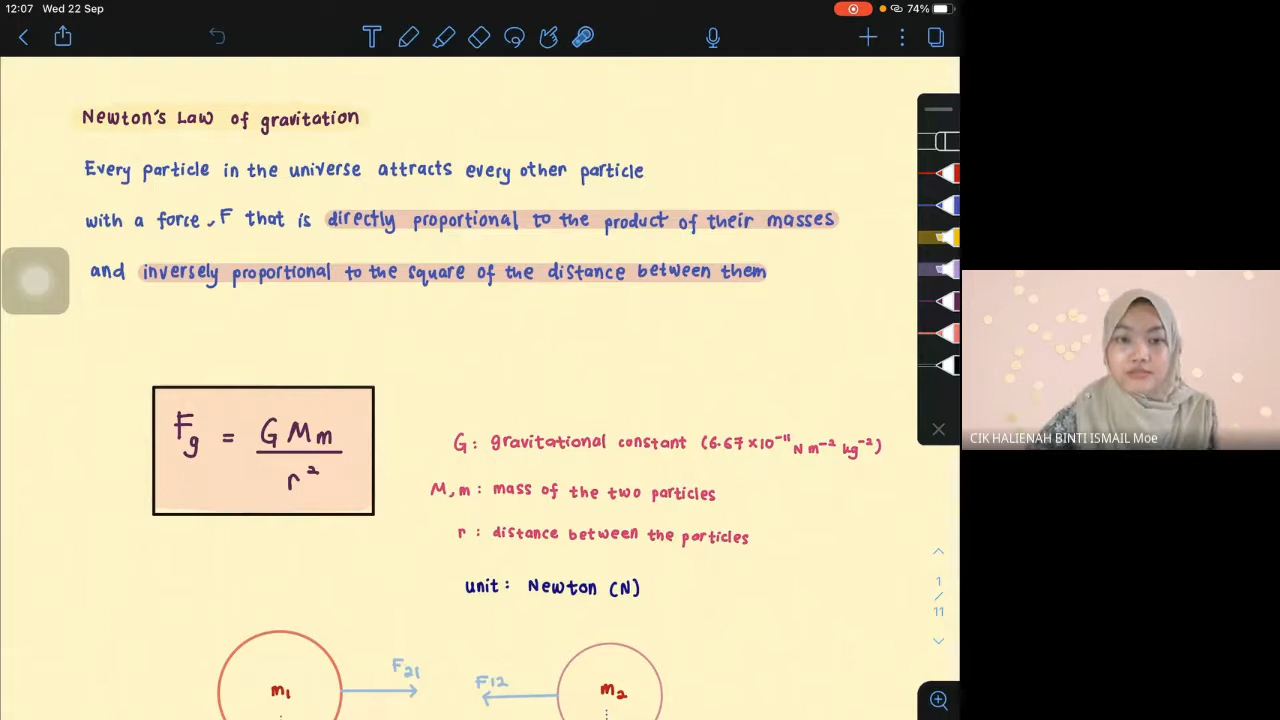 12:07 Wed 22 Sep
74%
Newton's Law of gravitation
Every particle in the universe attracts every other particle
with a force, F that is directly proportional to the product of their masses
and inversely proportional to the square of the distance between them
Fg = GMm / r²
G: gravitational constant (6.67 × 10⁻¹¹ N m⁻² kg⁻²)
M, m: mass of the two particles
r: distance between the particles
unit: Newton (N)
1
/
11
F21
F12
m1
m2
CIK HALIENAH BINTI ISMAIL Moe